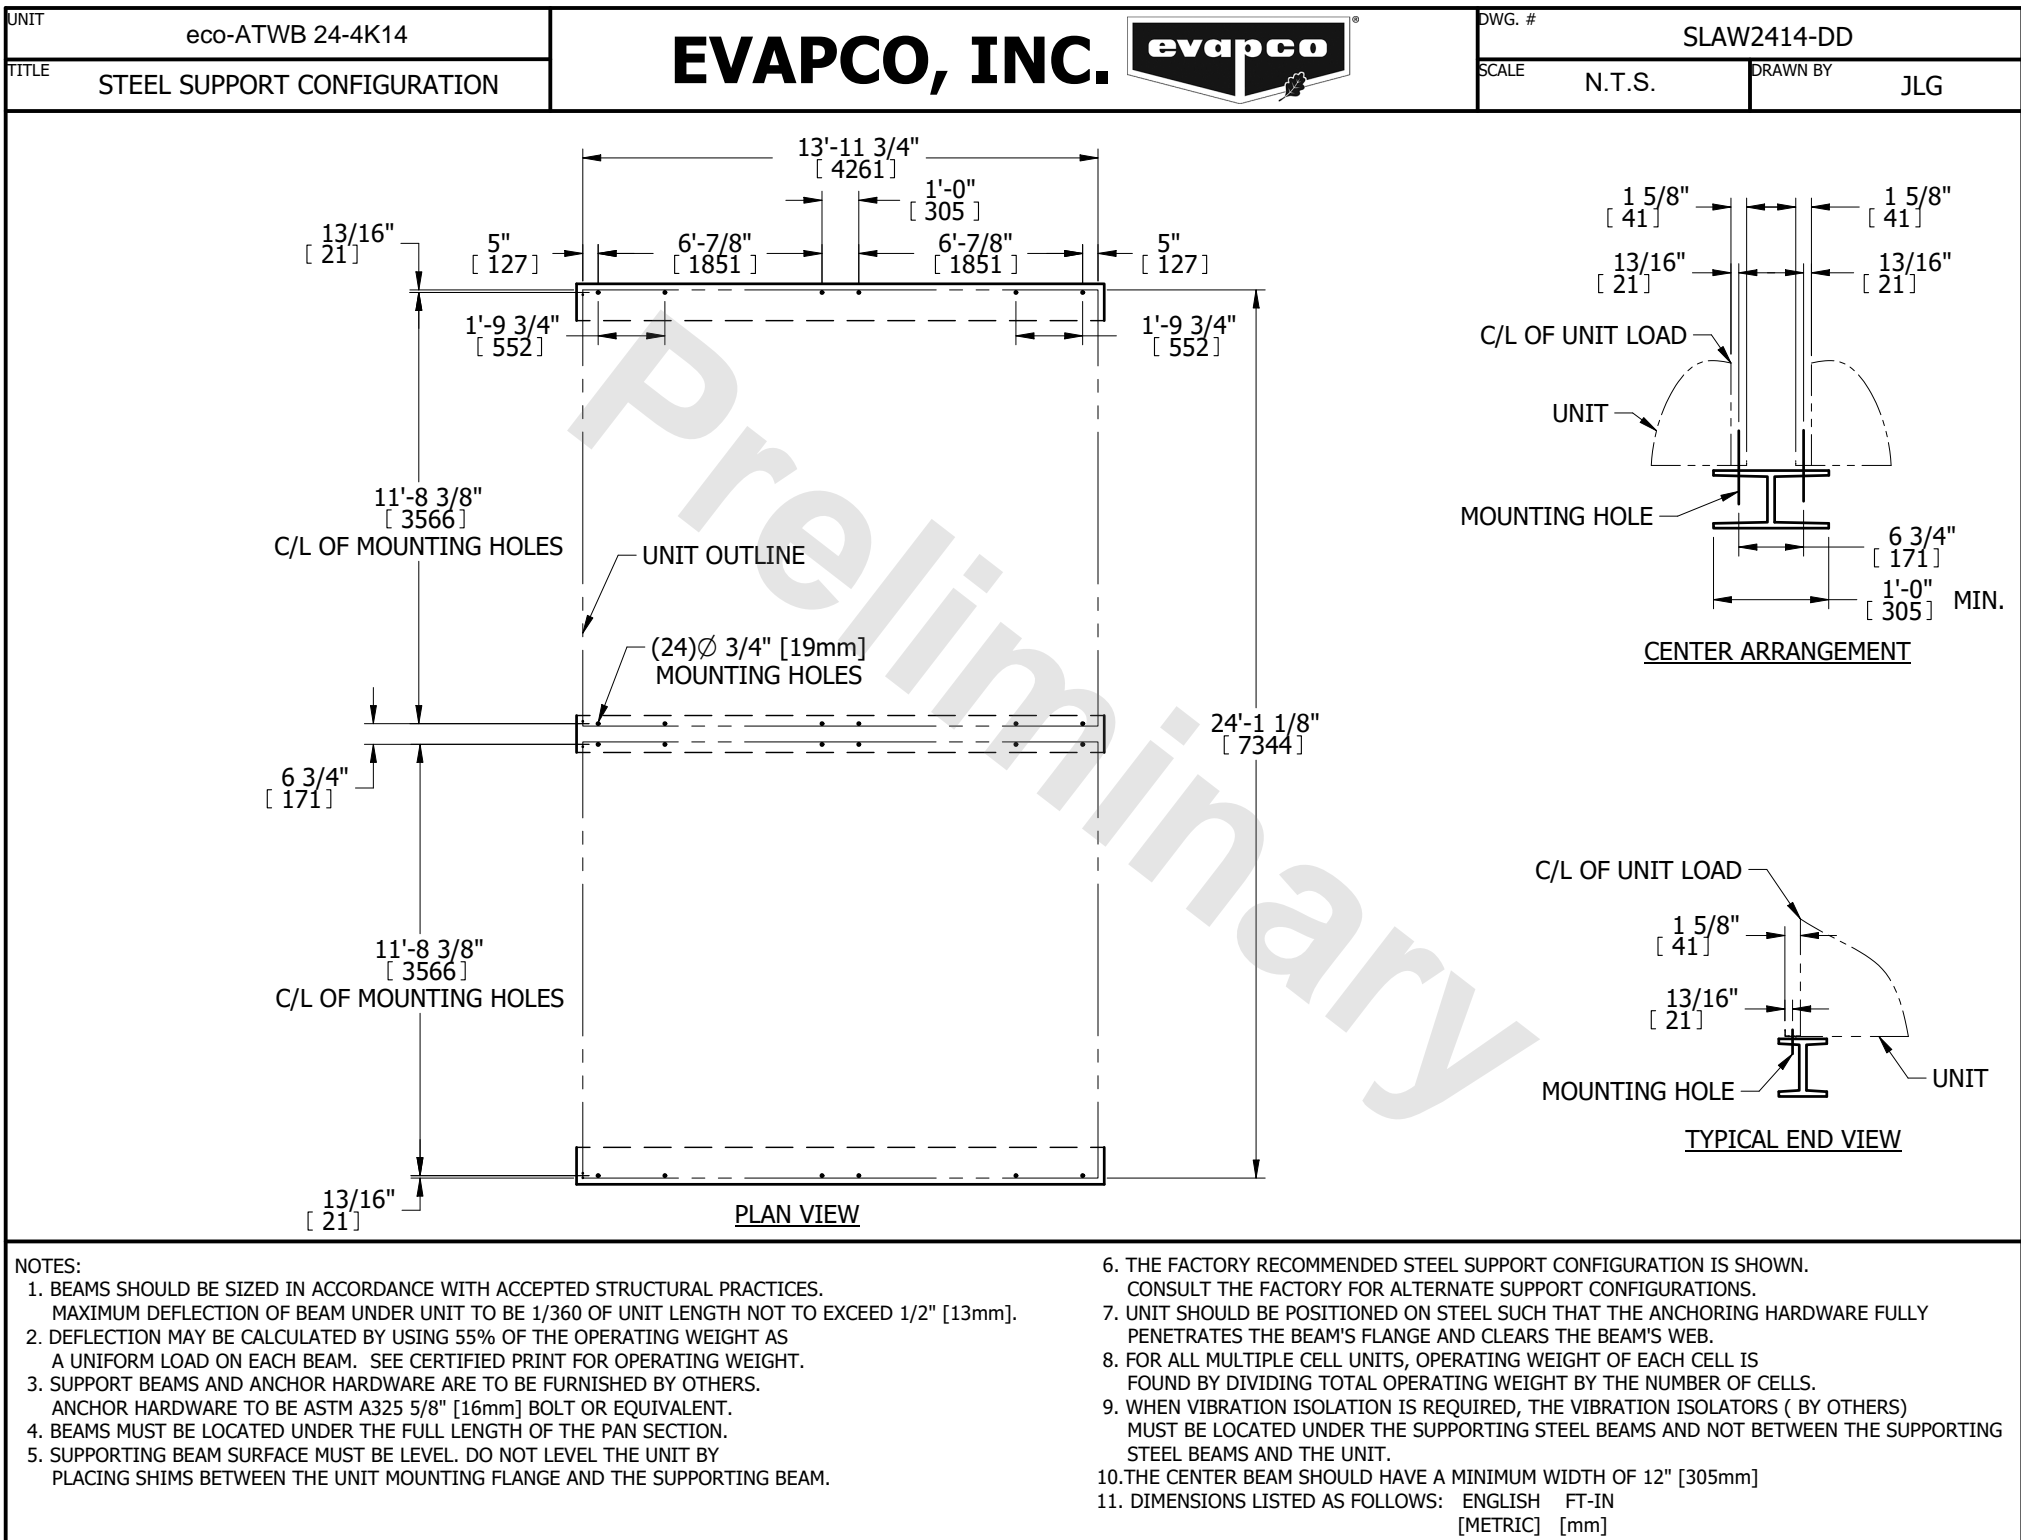 UNIT
eco-ATWB 24-4K14
TITLE
STEEL SUPPORT CONFIGURATION
EVAPCO, INC.
evapco
®
DWG. #
SLAW2414-DD
SCALE
N.T.S.
DRAWN BY
JLG
13'-11 3/4"
[ 4261]
1'-0"
[ 305 ]
13/16"
[ 21]
5"
[ 127]
6'-7/8"
[ 1851 ]
6'-7/8"
[ 1851 ]
5"
[ 127]
1'-9 3/4"
[ 552]
1'-9 3/4"
[ 552]
11'-8 3/8"
[ 3566]
C/L OF MOUNTING HOLES
UNIT OUTLINE
(24)Ø 3/4" [19mm]
MOUNTING HOLES
24'-1 1/8"
[ 7344]
6 3/4"
[ 171]
11'-8 3/8"
[ 3566]
C/L OF MOUNTING HOLES
13/16"
[ 21]
PLAN VIEW
Preliminary
1 5/8"
[ 41]
1 5/8"
[ 41]
13/16"
[ 21]
13/16"
[ 21]
C/L OF UNIT LOAD
UNIT
MOUNTING HOLE
6 3/4"
[ 171]
1'-0"
[ 305] MIN.
CENTER ARRANGEMENT
C/L OF UNIT LOAD
1 5/8"
[ 41]
13/16"
[ 21]
MOUNTING HOLE
UNIT
TYPICAL END VIEW
NOTES:
1. BEAMS SHOULD BE SIZED IN ACCORDANCE WITH ACCEPTED STRUCTURAL PRACTICES.
MAXIMUM DEFLECTION OF BEAM UNDER UNIT TO BE 1/360 OF UNIT LENGTH NOT TO EXCEED 1/2" [13mm].
2. DEFLECTION MAY BE CALCULATED BY USING 55% OF THE OPERATING WEIGHT AS
A UNIFORM LOAD ON EACH BEAM. SEE CERTIFIED PRINT FOR OPERATING WEIGHT.
3. SUPPORT BEAMS AND ANCHOR HARDWARE ARE TO BE FURNISHED BY OTHERS.
ANCHOR HARDWARE TO BE ASTM A325 5/8" [16mm] BOLT OR EQUIVALENT.
4. BEAMS MUST BE LOCATED UNDER THE FULL LENGTH OF THE PAN SECTION.
5. SUPPORTING BEAM SURFACE MUST BE LEVEL. DO NOT LEVEL THE UNIT BY
PLACING SHIMS BETWEEN THE UNIT MOUNTING FLANGE AND THE SUPPORTING BEAM.
6. THE FACTORY RECOMMENDED STEEL SUPPORT CONFIGURATION IS SHOWN.
CONSULT THE FACTORY FOR ALTERNATE SUPPORT CONFIGURATIONS.
7. UNIT SHOULD BE POSITIONED ON STEEL SUCH THAT THE ANCHORING HARDWARE FULLY
PENETRATES THE BEAM'S FLANGE AND CLEARS THE BEAM'S WEB.
8. FOR ALL MULTIPLE CELL UNITS, OPERATING WEIGHT OF EACH CELL IS
FOUND BY DIVIDING TOTAL OPERATING WEIGHT BY THE NUMBER OF CELLS.
9. WHEN VIBRATION ISOLATION IS REQUIRED, THE VIBRATION ISOLATORS ( BY OTHERS)
MUST BE LOCATED UNDER THE SUPPORTING STEEL BEAMS AND NOT BETWEEN THE SUPPORTING
STEEL BEAMS AND THE UNIT.
10.THE CENTER BEAM SHOULD HAVE A MINIMUM WIDTH OF 12" [305mm]
11. DIMENSIONS LISTED AS FOLLOWS: ENGLISH FT-IN
[METRIC] [mm]